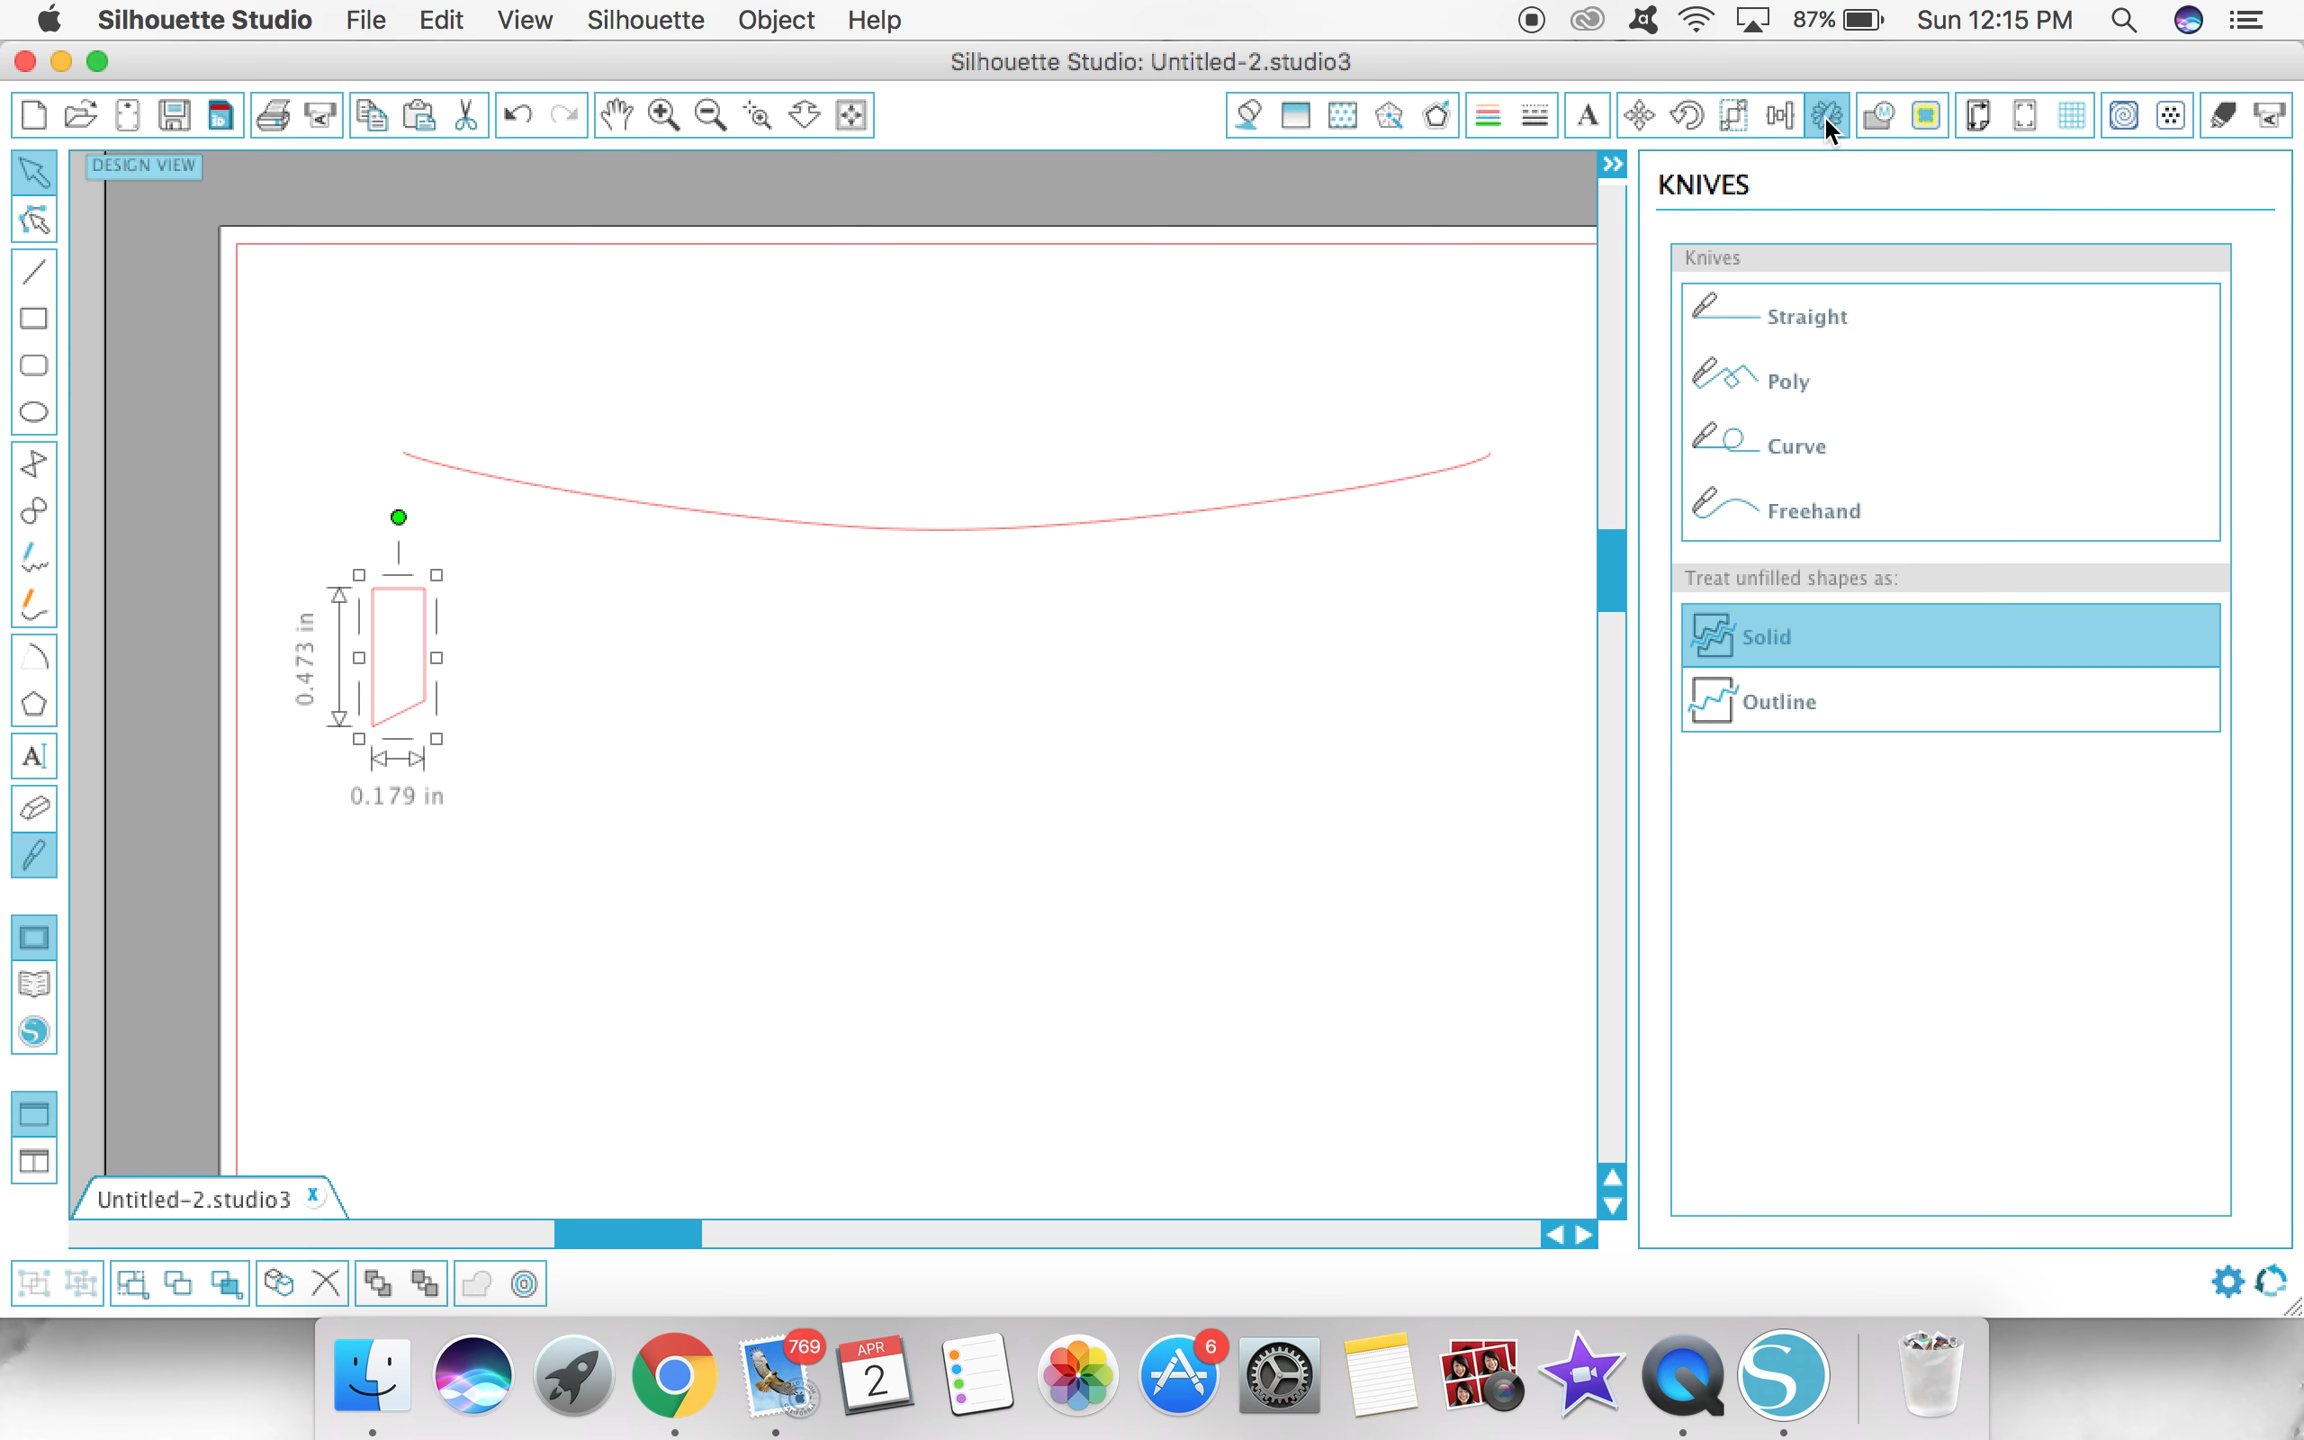 Silhouette Studio File Edit View Silhouette Object Help 87% Sun 12:15 PM
Silhouette Studio: Untitled-2.studio3
3D A M A
DESIGN VIEW
KNIVES
Knives
Straight
Poly
Curve
Freehand
Treat unfilled shapes as:
Solid
Outline
0.473 in
0.179 in
A
S
Untitled-2.studio3 x
769
APR
2
6
S